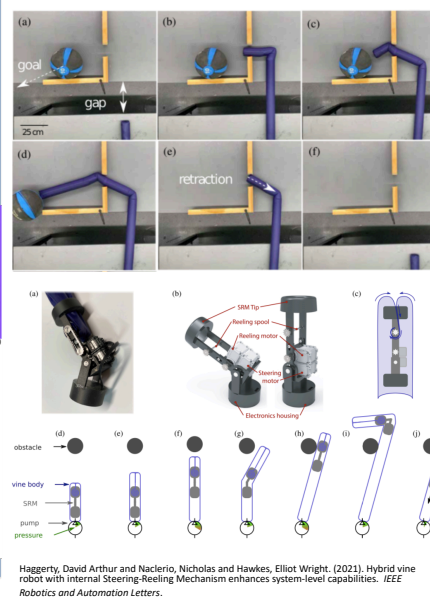 (a) (b) (c)
goal
gap
25 cm
(d) (e) (f)
retraction
(a) (b) (c)
SRM Tip
Reeling spool
Reeling motor
Steering motor
Electronics housing
(d) (e) (f) (g) (h) (i) (j)
obstacle
vine body
SRM
pump
pressure
Haggerty, David Arthur and Naclerio, Nicholas and Hawkes, Elliot Wright. (2021). Hybrid vine
robot with internal Steering-Reeling Mechanism enhances system-level capabilities. IEEE
Robotics and Automation Letters.